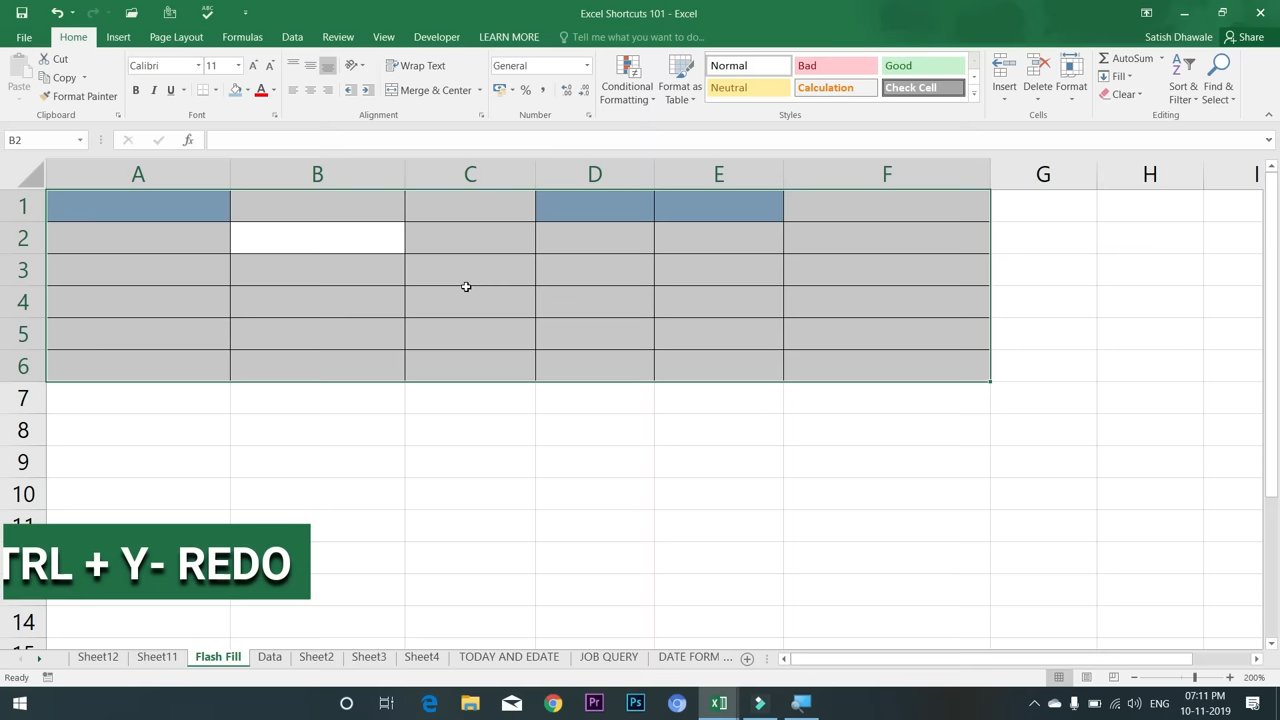 Excel Shortcuts 101 - Excel
File Home Insert Page Layout Formulas Data Review View Developer LEARN MORE Tell me what you want to do... Satish Dhawale Share
Paste
Cut
Copy
Format Painter
Clipboard
Calibri 11
B I U
Font
Wrap Text
Merge & Center
Alignment
General
%
Number
Conditional Formatting
Format as Table
Normal Bad Good
Neutral Calculation Check Cell
Styles
Insert Delete Format
Cells
AutoSum
Fill
Clear
Sort & Filter
Find & Select
Editing
B2 fx
A B C D E F G H I
1
2
3
4
5
6
7
8
9
10
11
14
TRL + Y- REDO
Sheet12 Sheet11 Flash Fill Data Sheet2 Sheet3 Sheet4 TODAY AND EDATE JOB QUERY DATE FORM ...
Ready 200%
Pr Ps ENG 07:11 PM
10-11-2019